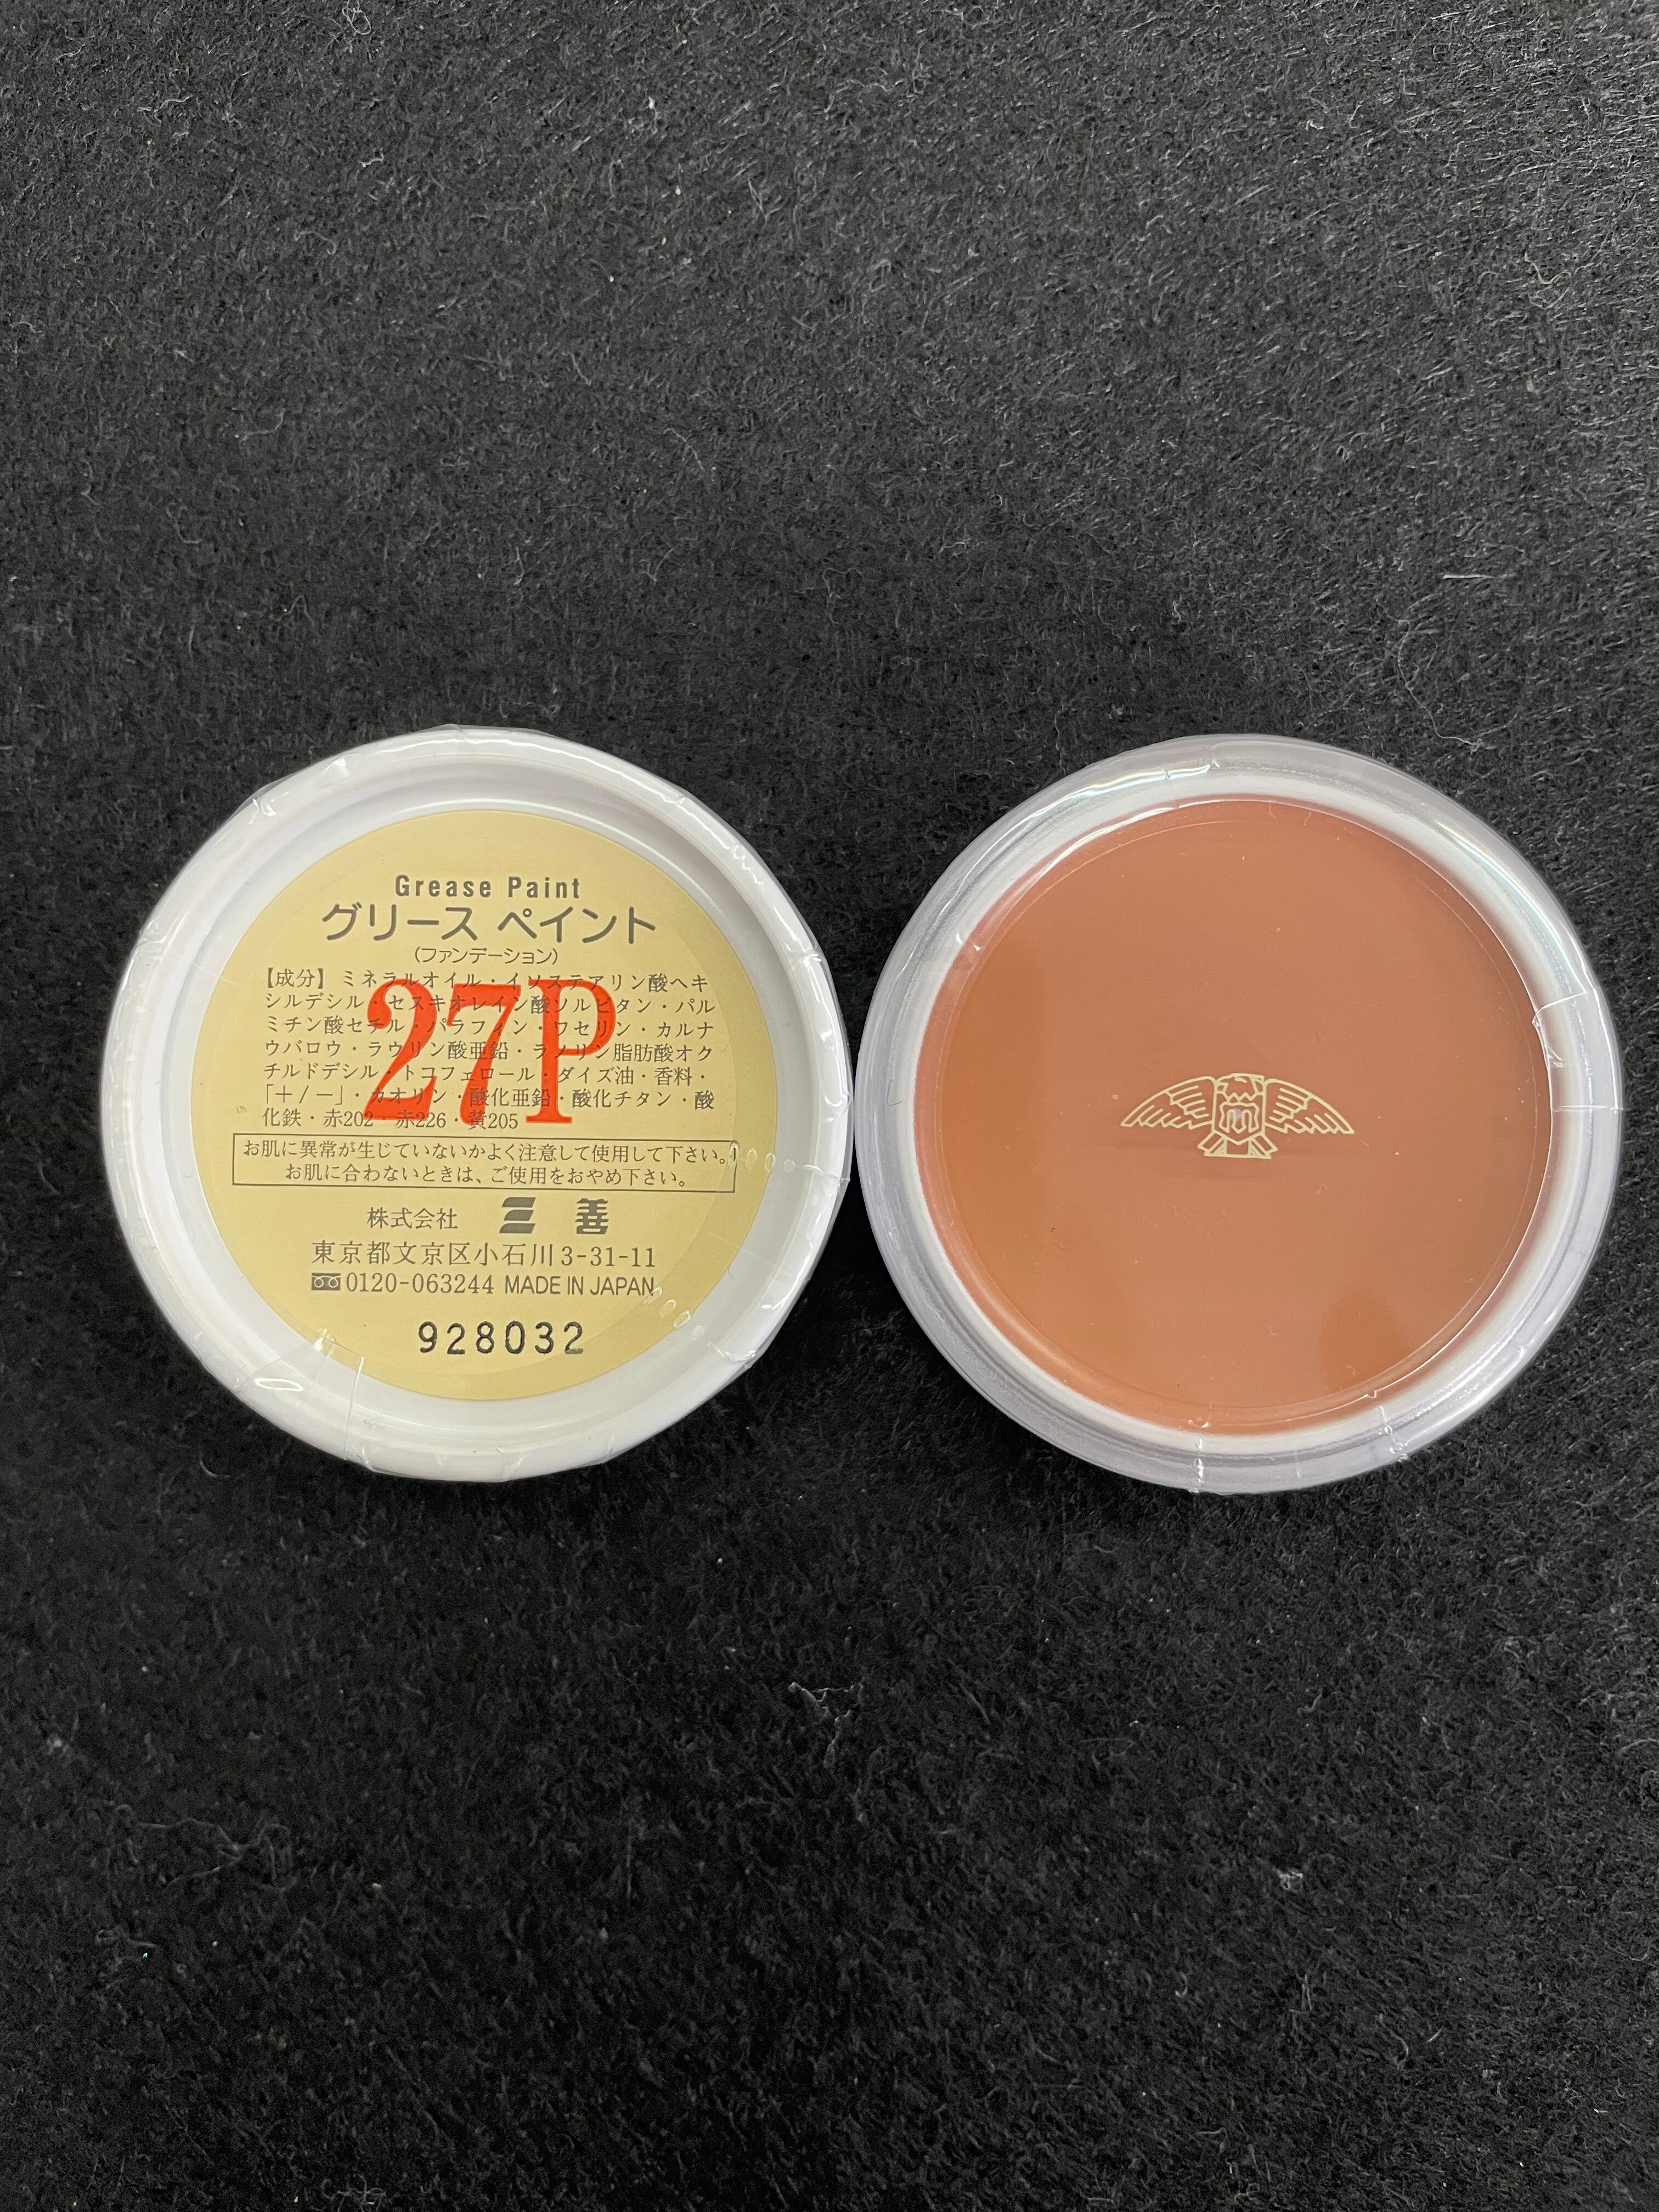 Grease Paint
グリース ペイント
（ファンデーション）
【成分】ミネラルオイル・イソステアリン酸ヘキ
シルデシル・セスキオレイン酸ソルビタン・パル
ミチン酸セチル・パラフィン・ワセリン・カルナ
ウバロウ・ラウリン酸亜鉛・ラノリン脂肪酸オク
チルドデシル・トコフェロール・ダイズ油・香料・
「＋/－」・カオリン・酸化亜鉛・酸化チタン・酸
化鉄・赤202・赤226・黄205
27P
お肌に異常が生じていないかよく注意して使用して下さい。
お肌に合わないときは、ご使用をおやめ下さい。
株式会社 三善
東京都文京区小石川3-31-11
0120-063244 MADE IN JAPAN
928032